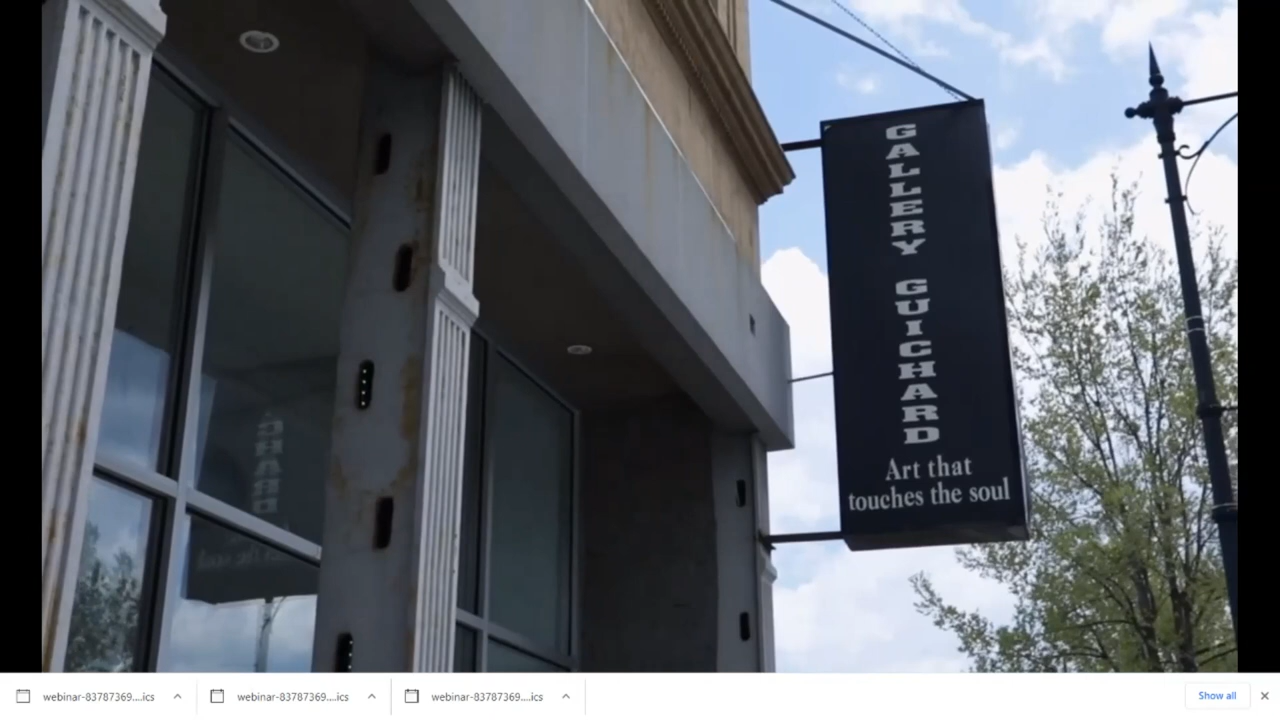 GALLERY GUICHARD
Art that
touches the soul
webinar-83787369....ics
webinar-83787369....ics
webinar-83787369....ics
Show all